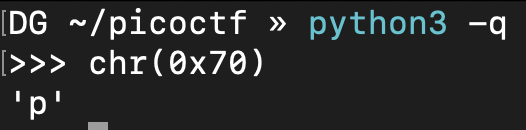 [DG ~/picoctf » python3 -q
[>>> chr(0x70)
'p'